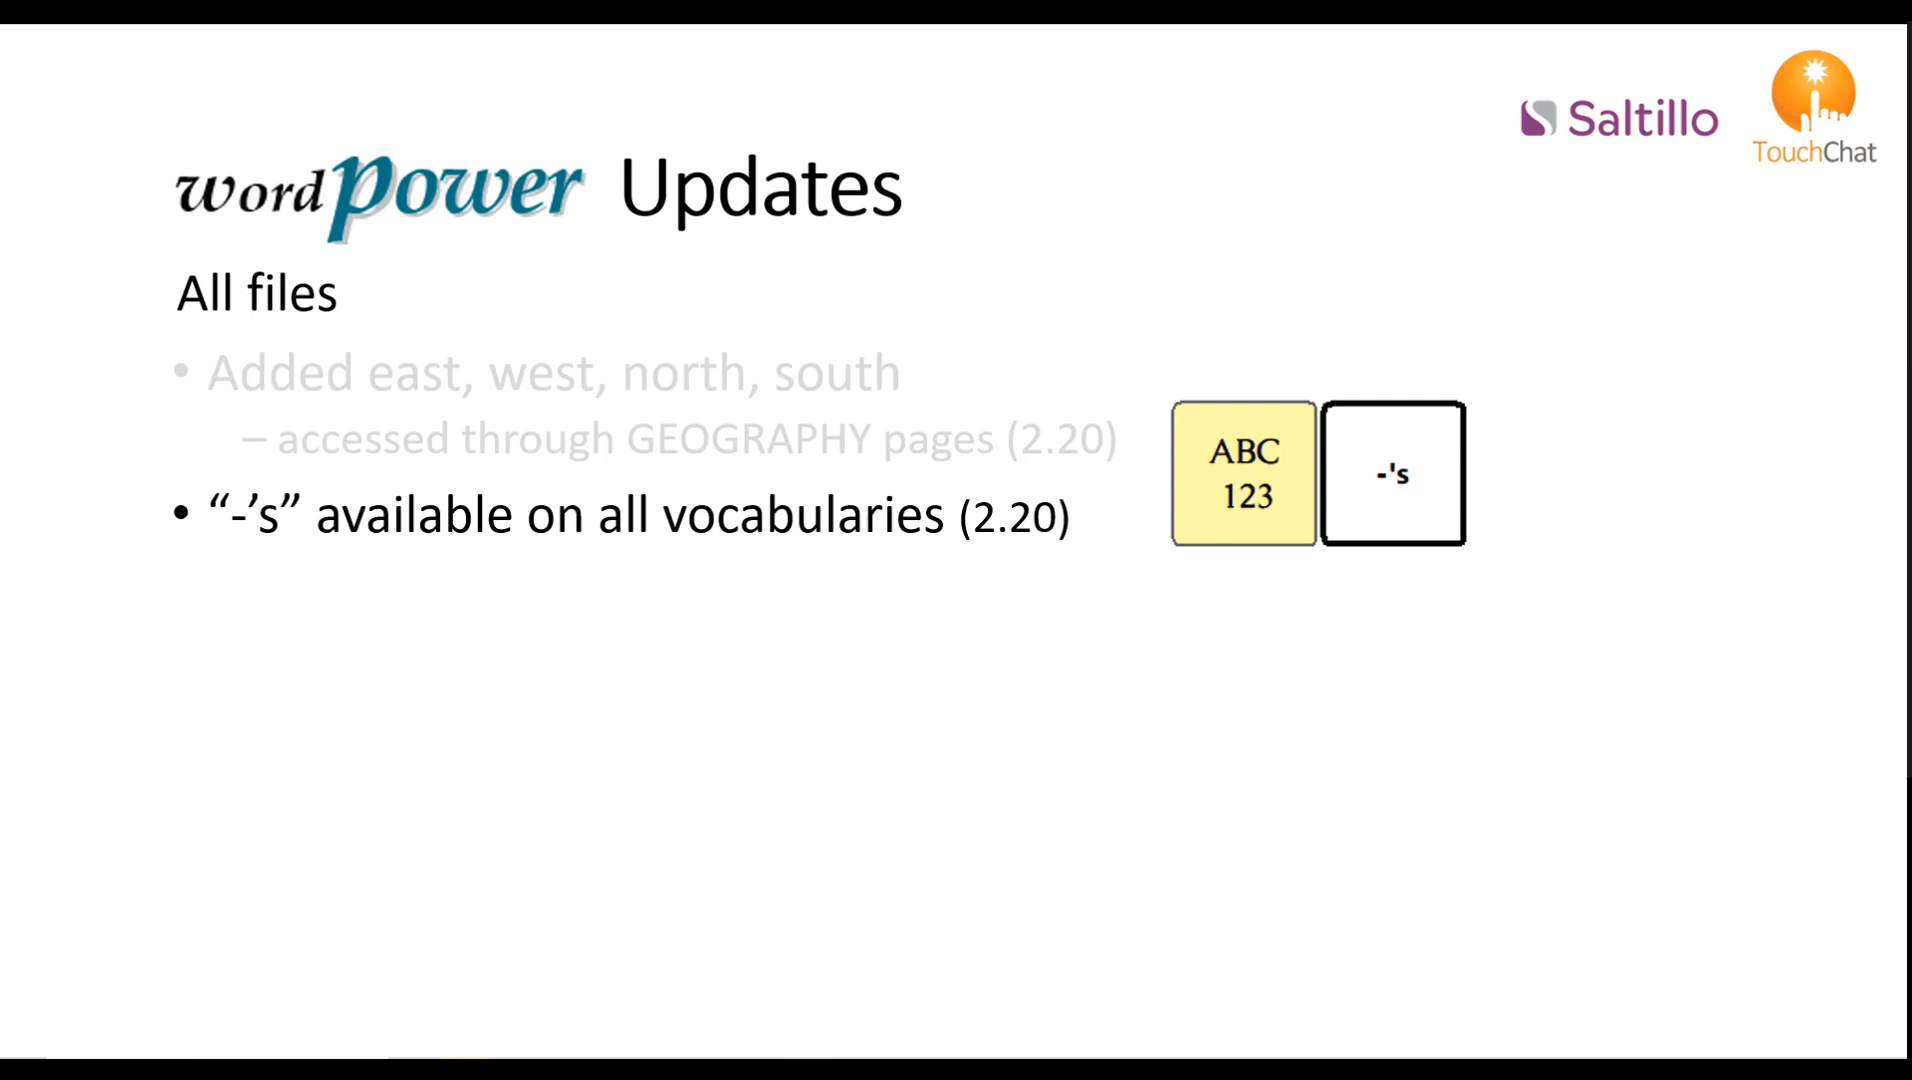 Saltillo
TouchChat
word power Updates
All files
• Added east, west, north, south
– accessed through GEOGRAPHY pages (2.20)
• “-’s” available on all vocabularies (2.20)
ABC
123
-'s